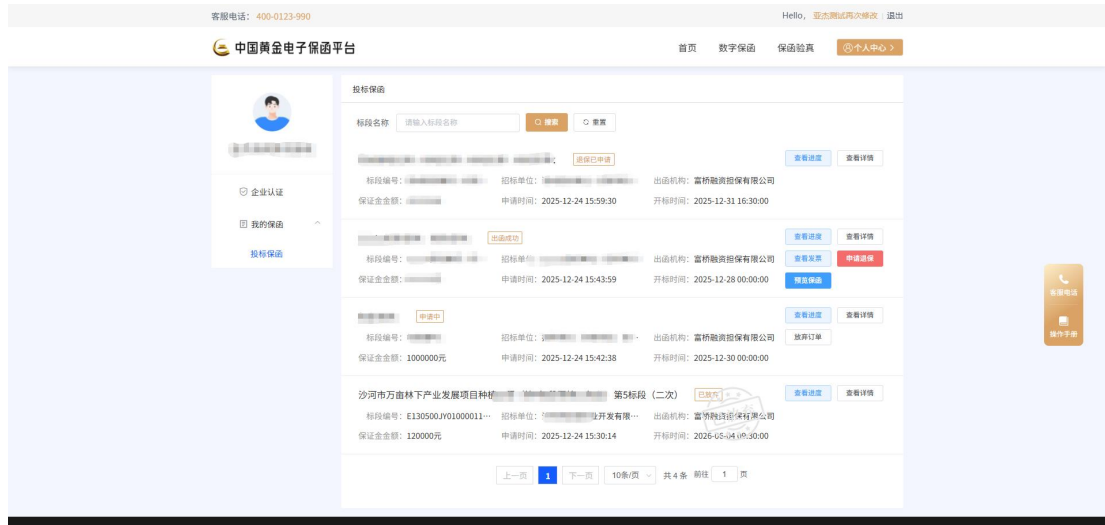 客服电话： 400-0123-990
Hello， 亚杰测试再次修改 退出
中国黄金电子保函平台
首页 数字保函 保函验真 个人中心 >
投标保函
标段名称 请输入标段名称 搜索 重置
退保已申请 查看进度 查看详情
企业认证
标段编号： 招标单位： 出函机构：富桥融资担保有限公司
保证金金额： 申请时间：2025-12-24 15:59:30 开标时间：2025-12-31 16:30:00
我的保函
投标保函
出函成功 查看进度 查看详情
标段编号： 招标单位： 出函机构：富桥融资担保有限公司 查看发票 申请退保
保证金金额： 申请时间：2025-12-24 15:43:59 开标时间：2025-12-28 00:00:00 预览保函
申请中 查看进度 查看详情
标段编号： 招标单位： 出函机构：富桥融资担保有限公司 放弃订单
保证金金额：1000000元 申请时间：2025-12-24 15:42:38 开标时间：2025-12-30 00:00:00
沙河市万亩林下产业发展项目种植 第5标段（二次） 已放弃 查看进度 查看详情
标段编号：E130500JY01000011… 招标单位： 业开发有限… 出函机构：富桥融资担保有限公司
保证金金额：120000元 申请时间：2025-12-24 15:30:14 开标时间：2026-05-04 09:30:00
上一页 1 下一页 10条/页 共 4 条 前往 1 页
客服电话
操作手册